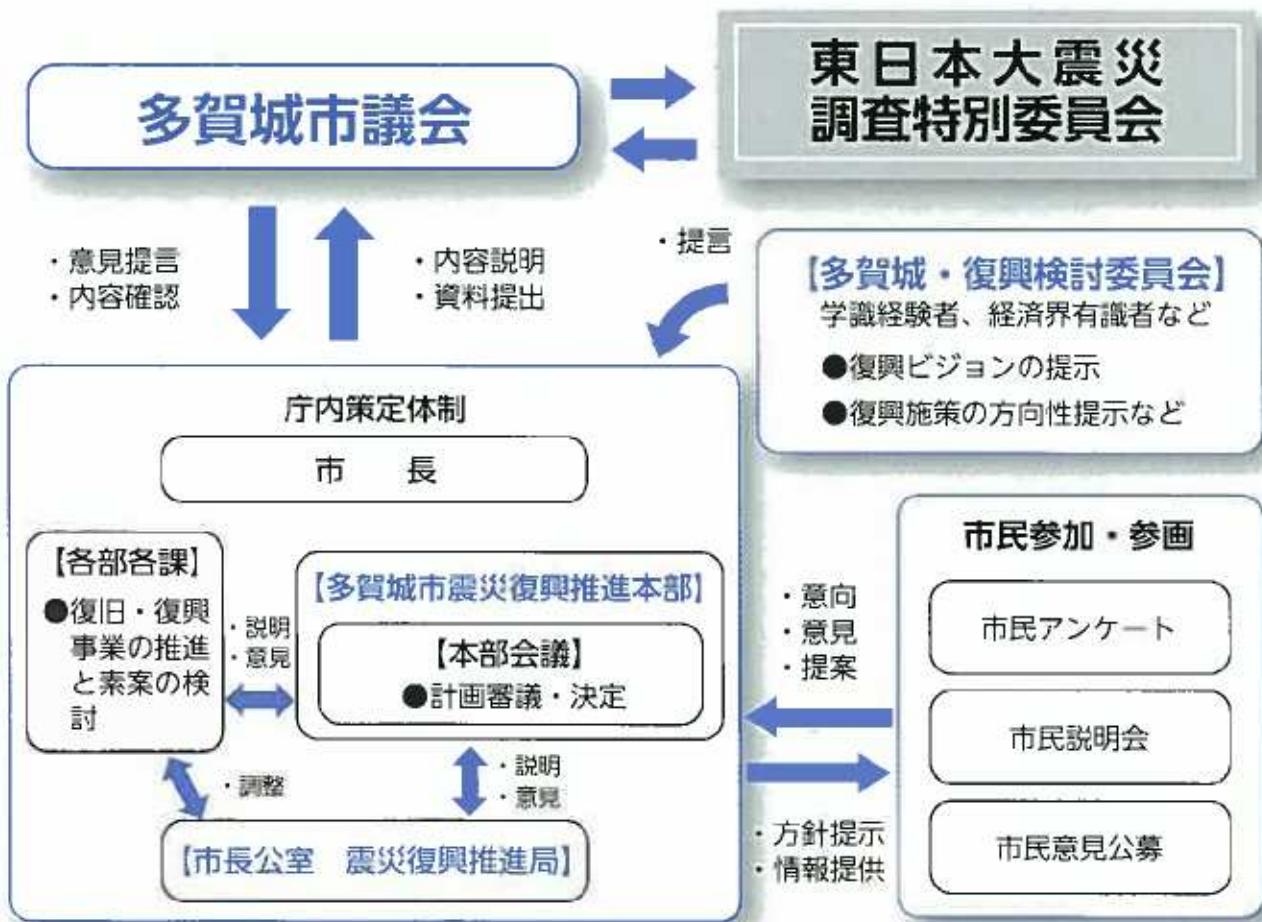 多賀城市議会
東日本大震災
調査特別委員会
・意見提言
・内容確認
・内容説明
・資料提出
・提言
【多賀城・復興検討委員会】
学識経験者、経済界有識者など
●復興ビジョンの提示
●復興施策の方向性提示など
庁内策定体制
市 長
【各部各課】
●復旧・復興
事業の推進
と素案の検
討
・説明
・意見
【多賀城市震災復興推進本部】
【本部会議】
●計画審議・決定
・調整
・説明
・意見
【市長公室 震災復興推進局】
・意向
・意見
・提案
・方針提示
・情報提供
市民参加・参画
市民アンケート
市民説明会
市民意見公募